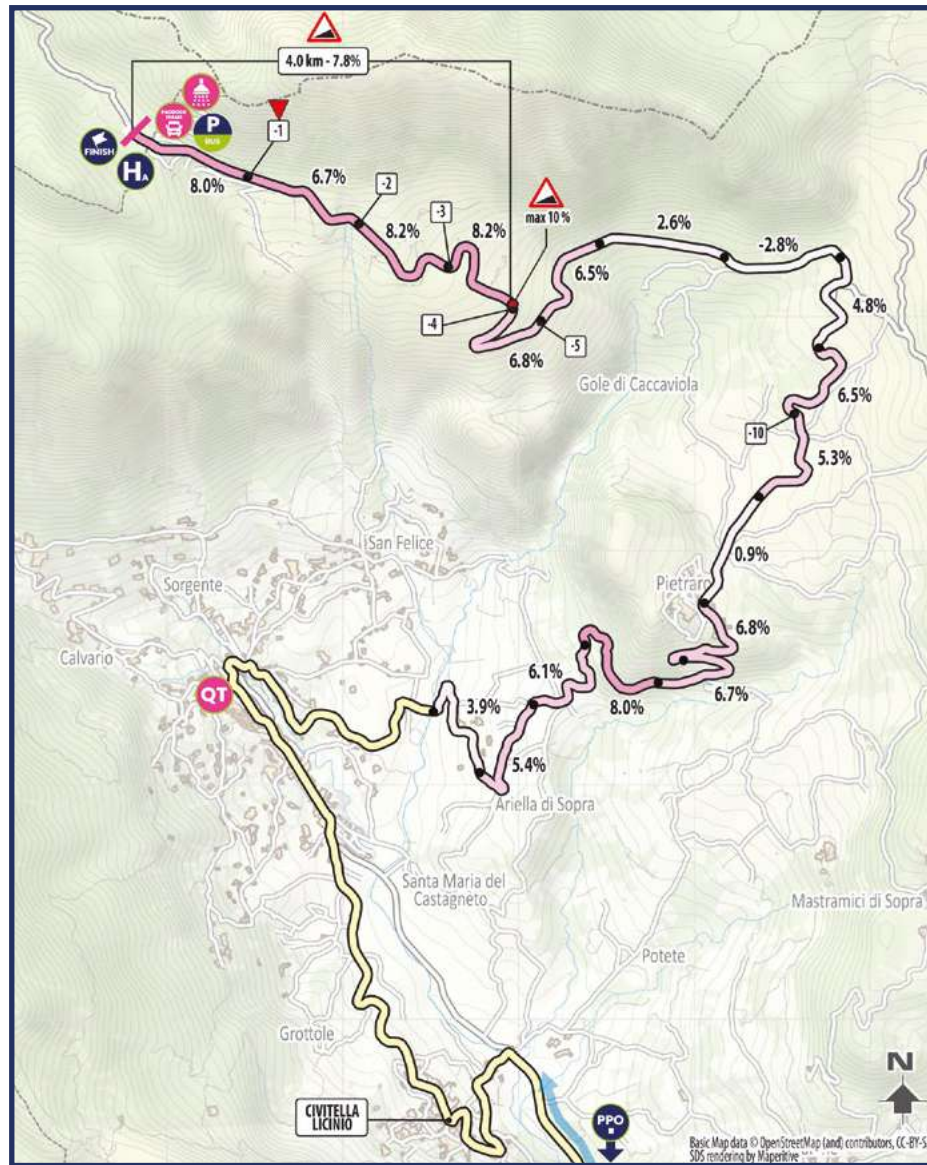 4.0 km - 7.8%
P
BUS
FINISH
HA
-1
8.0%
6.7%
-2
8.2%
-3
8.2%
max 10 %
-4
6.8%
-5
6.5%
2.6%
-2.8%
4.8%
Gole di Caccaviola
6.5%
-10
5.3%
0.9%
San Felice
Sorgente
Pietraro
Calvario
6.8%
QT
6.1%
6.7%
3.9%
8.0%
5.4%
Ariella di Sopra
Santa Maria del
Castagneto
Mastramici di Sopra
Potete
Grottole
N
CIVITELLA
LICINIO
PPO
Basic Map data © OpenStreetMap (and) contributors, CC-BY-S
SDS rendering by Maperitive